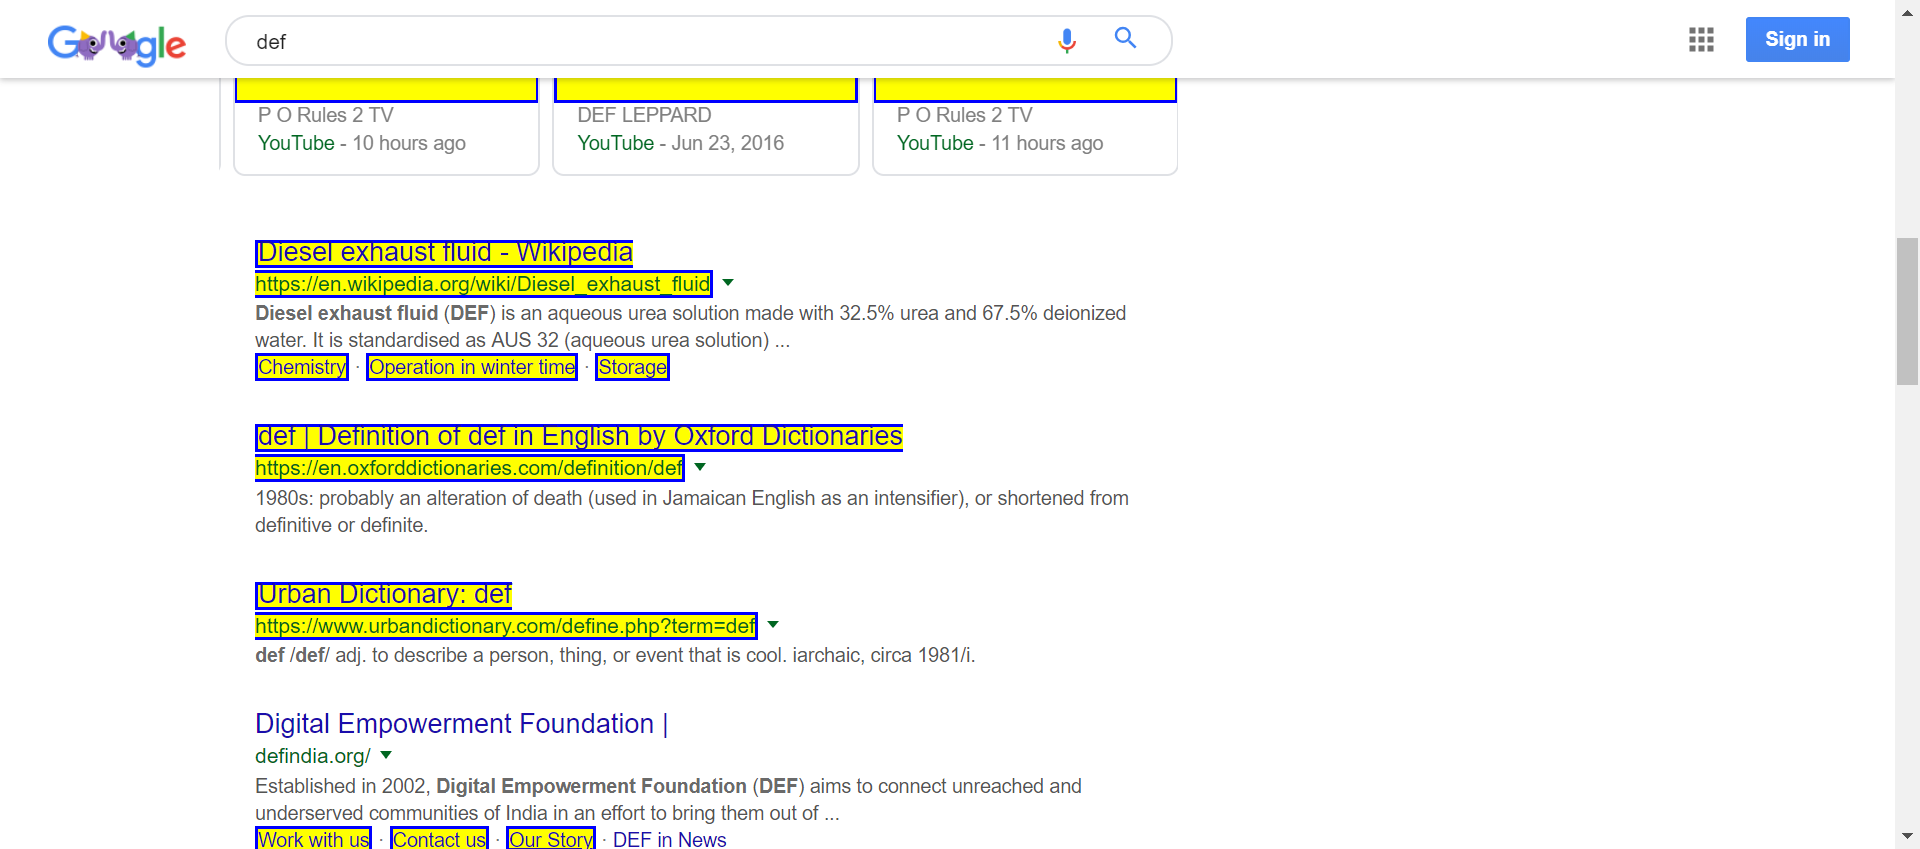 Google
def
Sign in
P O Rules 2 TV
YouTube - 10 hours ago
DEF LEPPARD
YouTube - Jun 23, 2016
P O Rules 2 TV
YouTube - 11 hours ago
Diesel exhaust fluid - Wikipedia
https://en.wikipedia.org/wiki/Diesel_exhaust_fluid
Diesel exhaust fluid (DEF) is an aqueous urea solution made with 32.5% urea and 67.5% deionized
water. It is standardised as AUS 32 (aqueous urea solution) ...
Chemistry · Operation in winter time · Storage
def | Definition of def in English by Oxford Dictionaries
https://en.oxforddictionaries.com/definition/def
1980s: probably an alteration of death (used in Jamaican English as an intensifier), or shortened from
definitive or definite.
Urban Dictionary: def
https://www.urbandictionary.com/define.php?term=def
def /def/ adj. to describe a person, thing, or event that is cool. iarchaic, circa 1981/i.
Digital Empowerment Foundation |
defindia.org/
Established in 2002, Digital Empowerment Foundation (DEF) aims to connect unreached and
underserved communities of India in an effort to bring them out of ...
Work with us · Contact us · Our Story · DEF in News